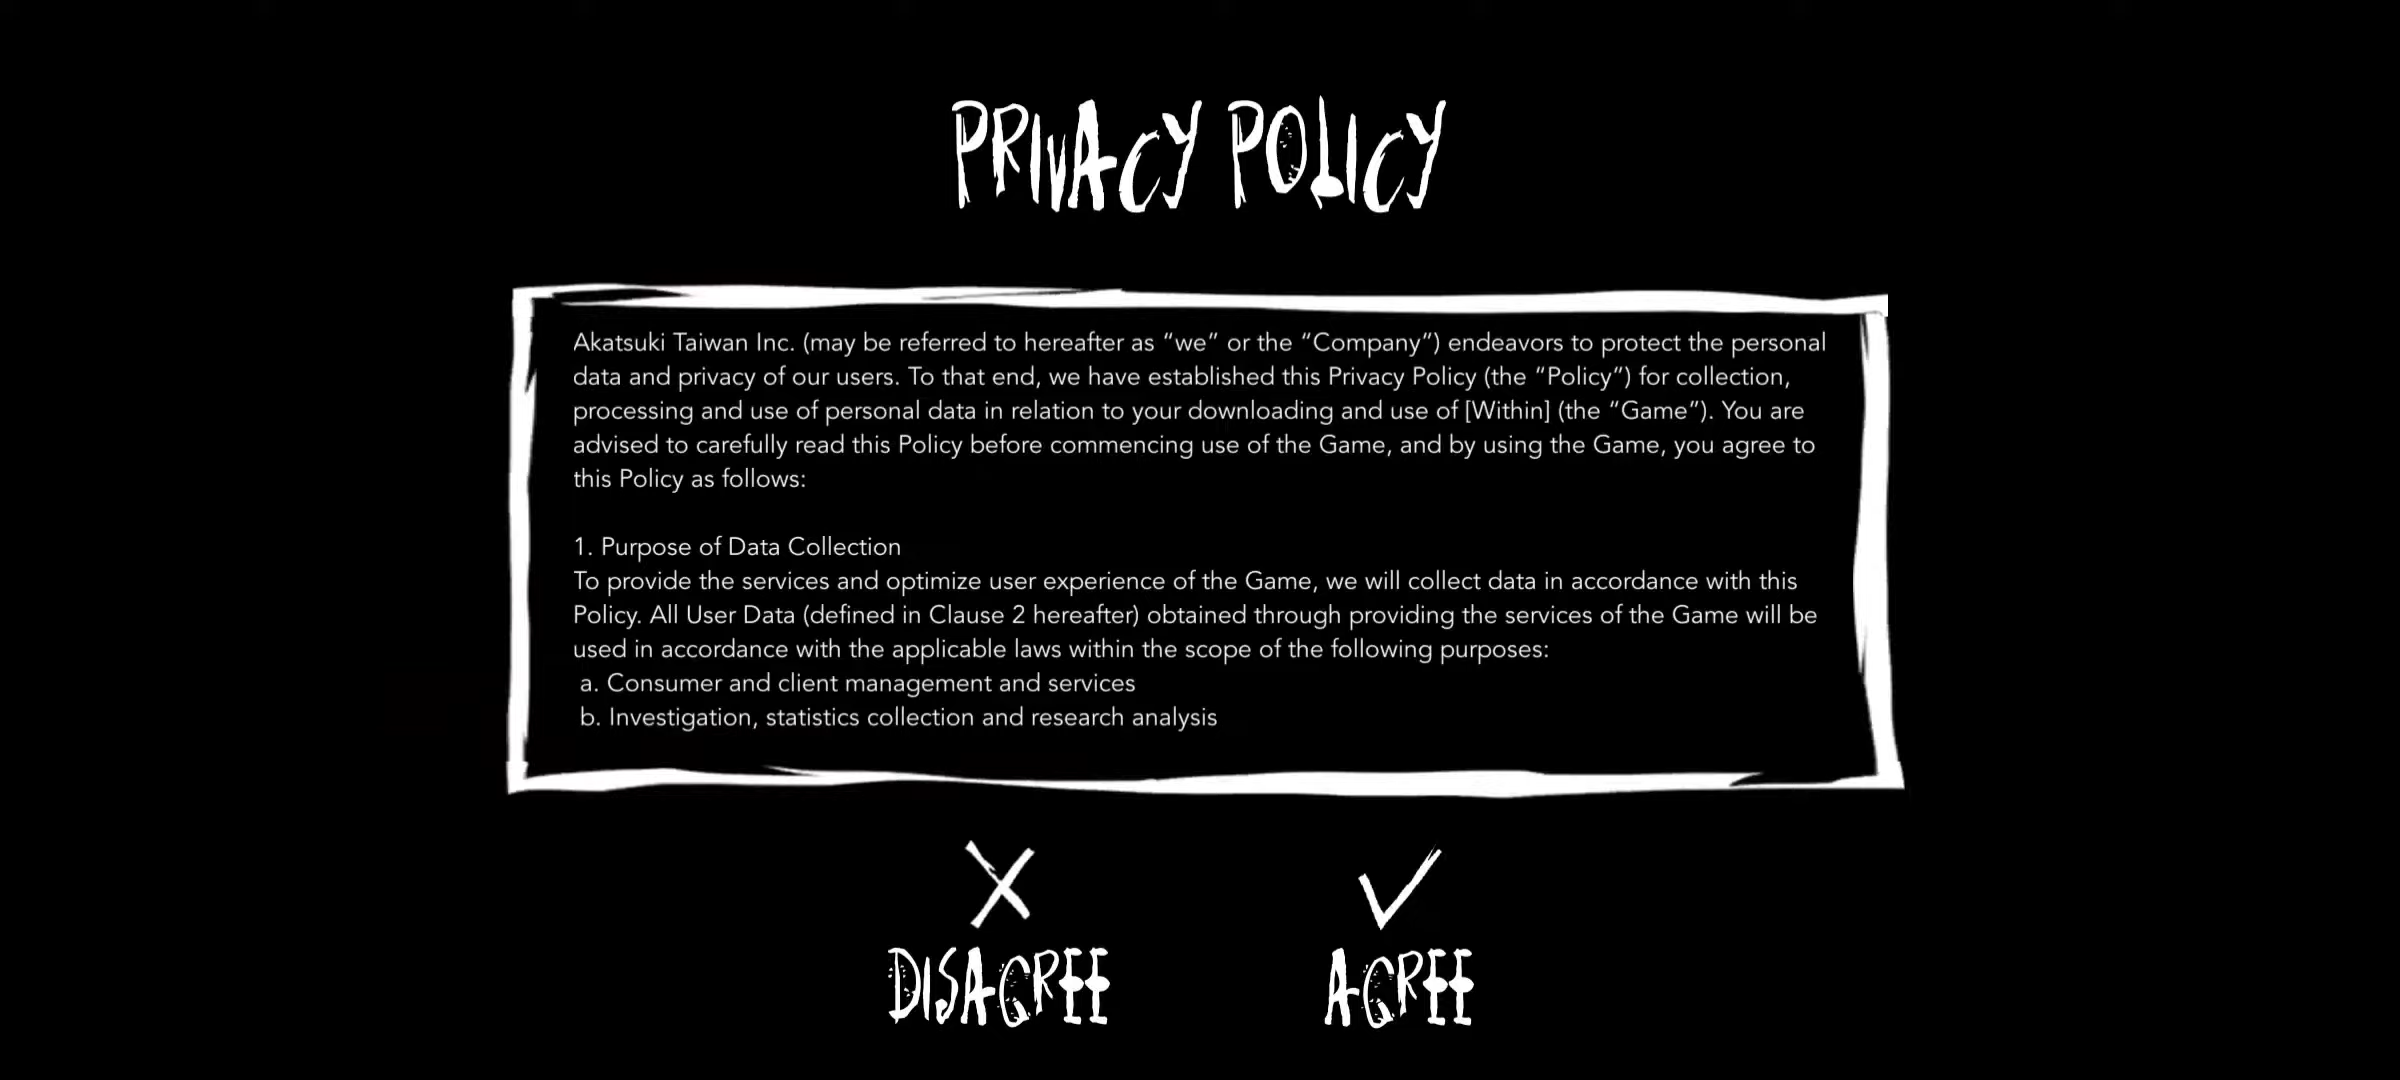 PRIVACY POLICY
Akatsuki Taiwan Inc. (may be referred to hereafter as “we” or the “Company”) endeavors to protect the personal
data and privacy of our users. To that end, we have established this Privacy Policy (the “Policy”) for collection,
processing and use of personal data in relation to your downloading and use of [Within] (the “Game”). You are
advised to carefully read this Policy before commencing use of the Game, and by using the Game, you agree to
this Policy as follows:
1. Purpose of Data Collection
To provide the services and optimize user experience of the Game, we will collect data in accordance with this
Policy. All User Data (defined in Clause 2 hereafter) obtained through providing the services of the Game will be
used in accordance with the applicable laws within the scope of the following purposes:
a. Consumer and client management and services
b. Investigation, statistics collection and research analysis
DISAGREE
AGREE